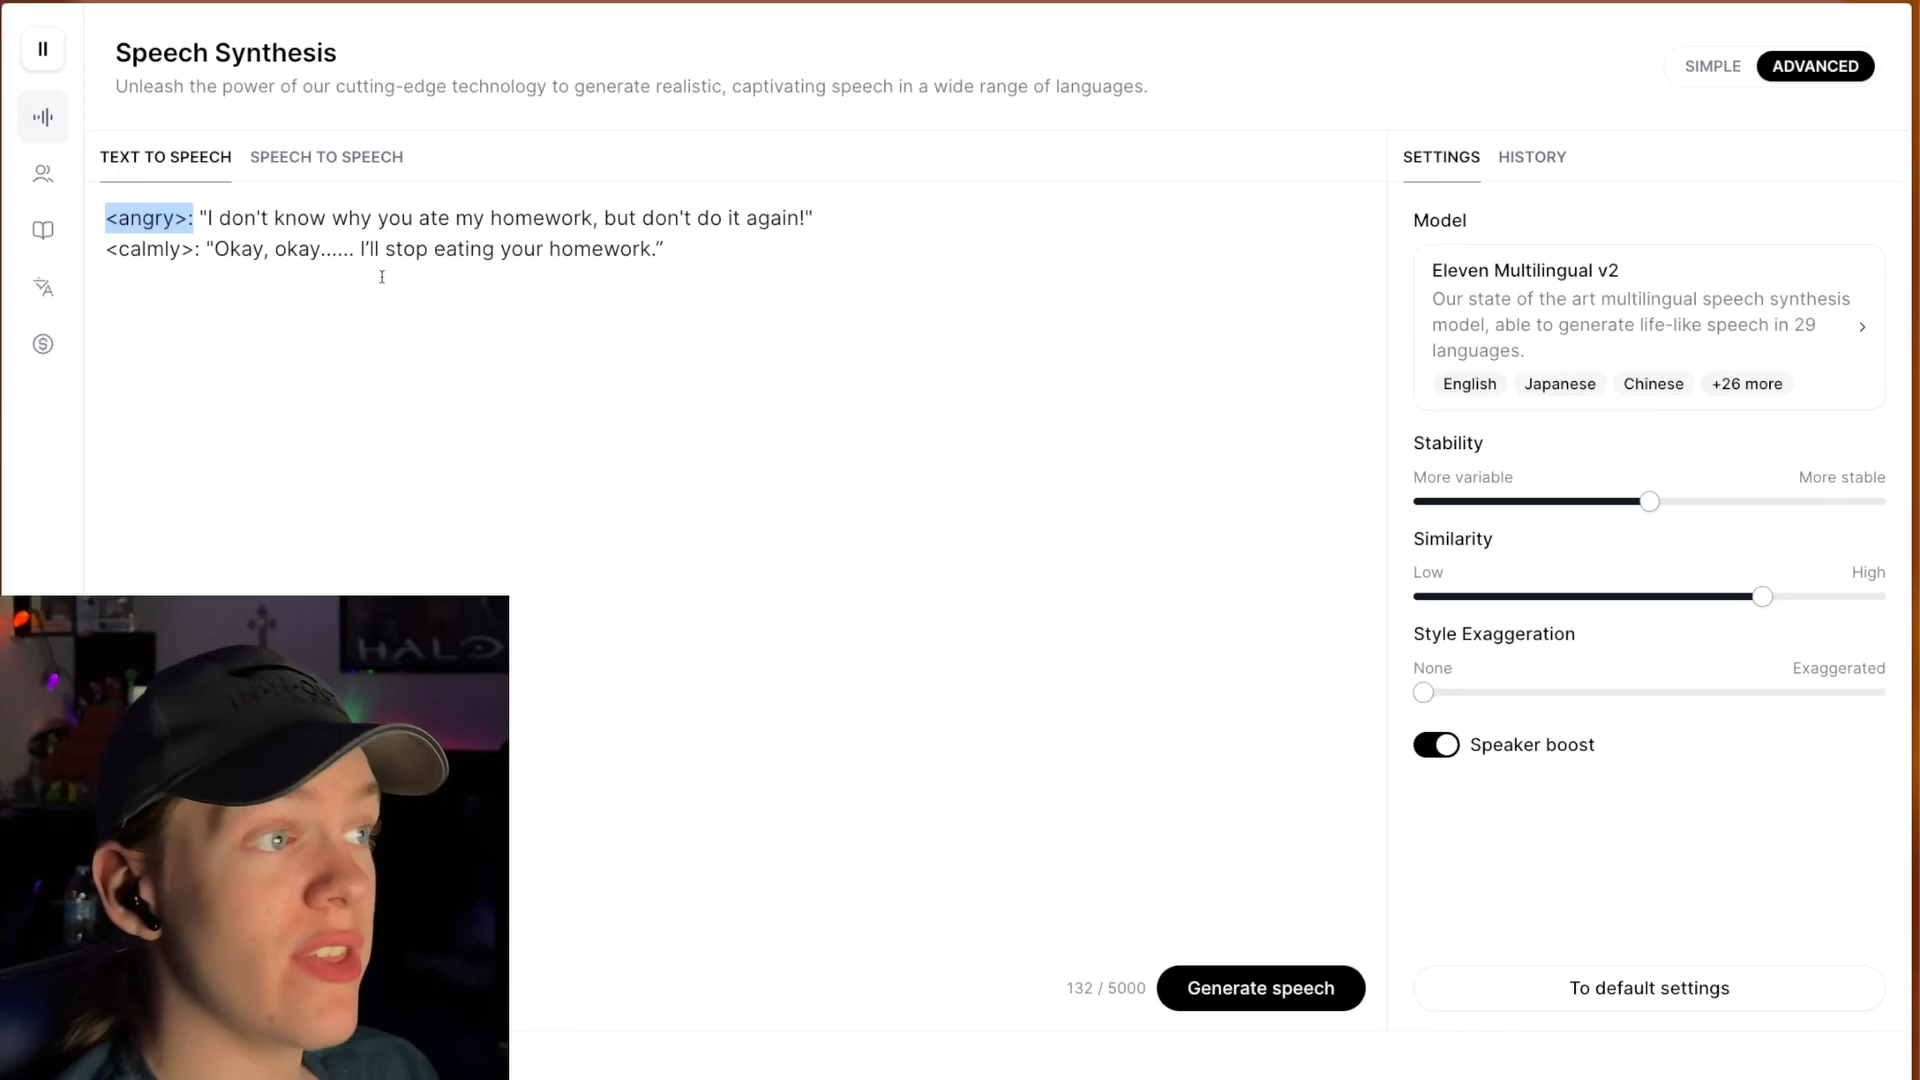 Speech Synthesis
Unleash the power of our cutting-edge technology to generate realistic, captivating speech in a wide range of languages.
SIMPLE
ADVANCED
TEXT TO SPEECH
SPEECH TO SPEECH
<angry>: "I don't know why you ate my homework, but don't do it again!"
<calmly>: "Okay, okay...... I’ll stop eating your homework.”
132 / 5000
Generate speech
SETTINGS
HISTORY
Model
Eleven Multilingual v2
Our state of the art multilingual speech synthesis
model, able to generate life-like speech in 29
languages.
English
Japanese
Chinese
+26 more
Stability
More variable
More stable
Similarity
Low
High
Style Exaggeration
None
Exaggerated
Speaker boost
To default settings
HALO
IN-N-OUT